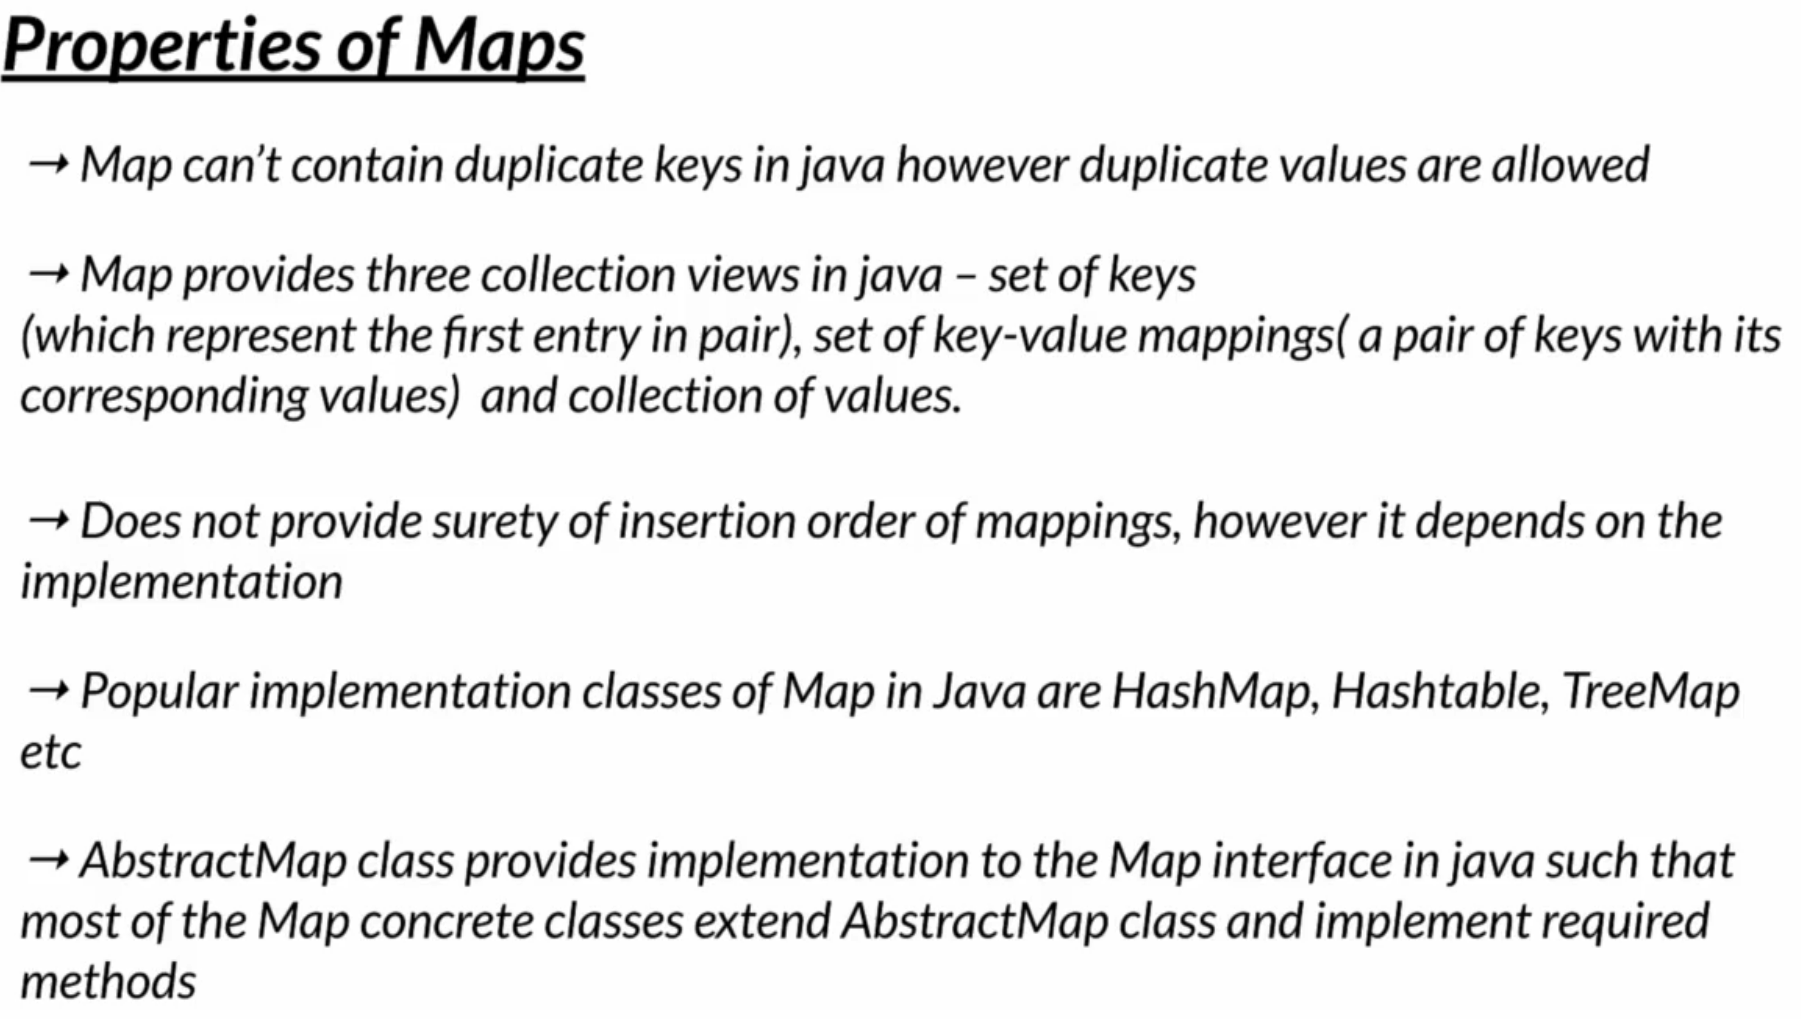 Properties of Maps
→ Map can't contain duplicate keys in java however duplicate values are allowed
→ Map provides three collection views in java – set of keys
(which represent the first entry in pair), set of key-value mappings( a pair of keys with its
corresponding values)  and collection of values.
→ Does not provide surety of insertion order of mappings, however it depends on the
implementation
→ Popular implementation classes of Map in Java are HashMap, Hashtable, TreeMap
etc
→ AbstractMap class provides implementation to the Map interface in java such that
most of the Map concrete classes extend AbstractMap class and implement required
methods